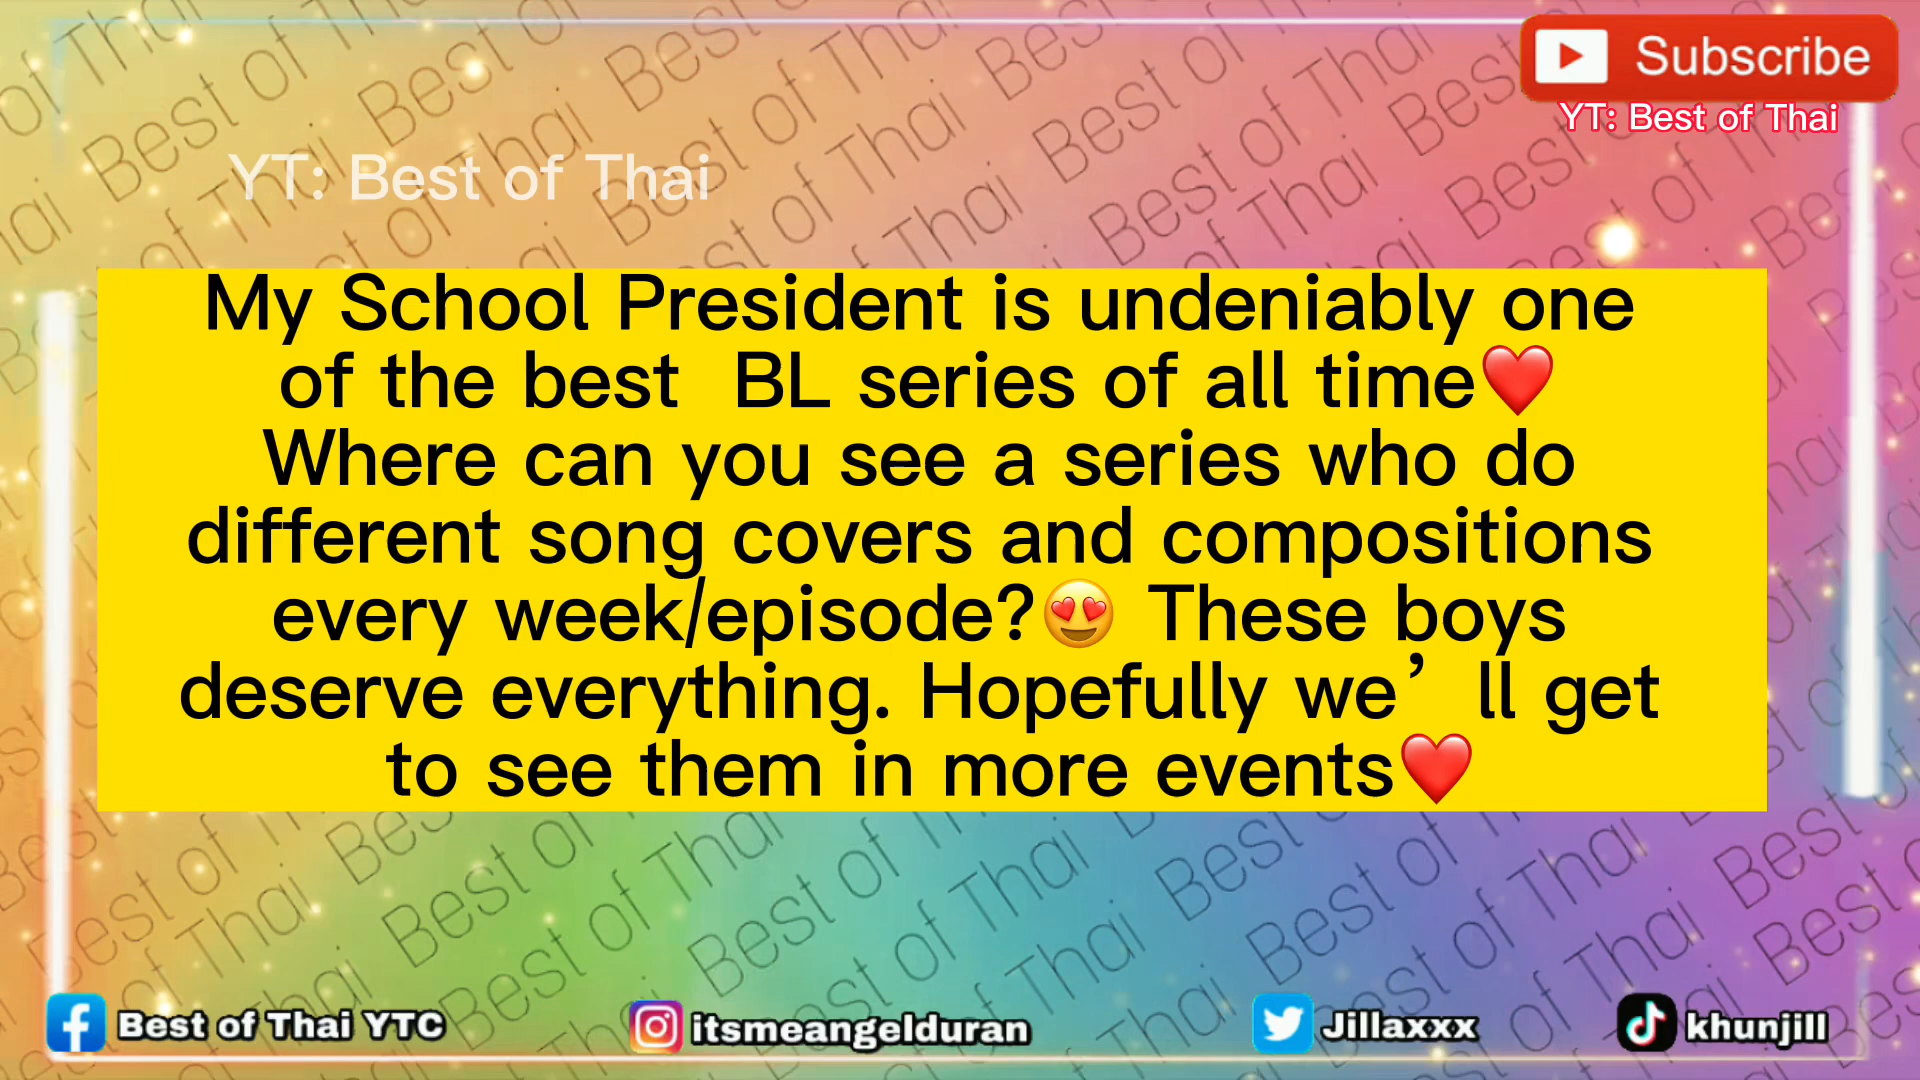 Subscribe
YT: Best of Thai
YT: Best of Thai
My School President is undeniably one
of the best  BL series of all time❤️
Where can you see a series who do
different song covers and compositions
every week/episode?😍 These boys
deserve everything. Hopefully we’ll get
to see them in more events❤️
Best of Thai YTC
itsmeangelduran
Jillaxxx
khunjill